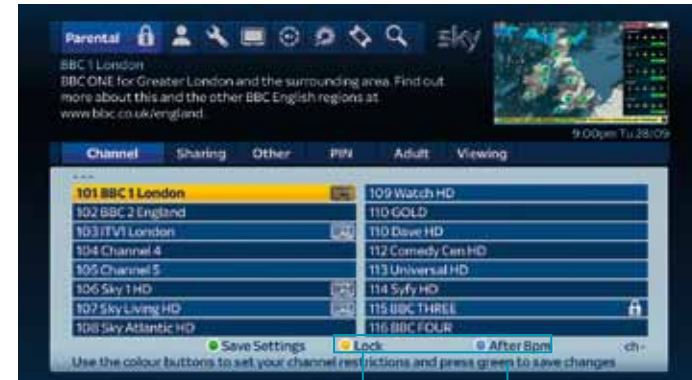 Parental
sky
BBC 1 London
BBC ONE for Greater London and the surrounding area. Find out
more about this and the other BBC English regions at
www.bbc.co.uk/england.
9.00pm Tu 28/09
Channel Sharing Other PIN Adult Viewing
---
101 BBC 1 London
102 BBC 2 England
103 ITV1 London
104 Channel 4
105 Channel 5
106 Sky 1 HD
107 Sky Living HD
108 Sky Atlantic HD
109 Watch HD
110 GOLD
110 Dave HD
112 Comedy Cen HD
113 Universal HD
114 Syfy HD
115 BBC THREE
116 BBC FOUR
Save Settings Lock After 8pm ch-
Use the colour buttons to set your channel restrictions and press green to save changes